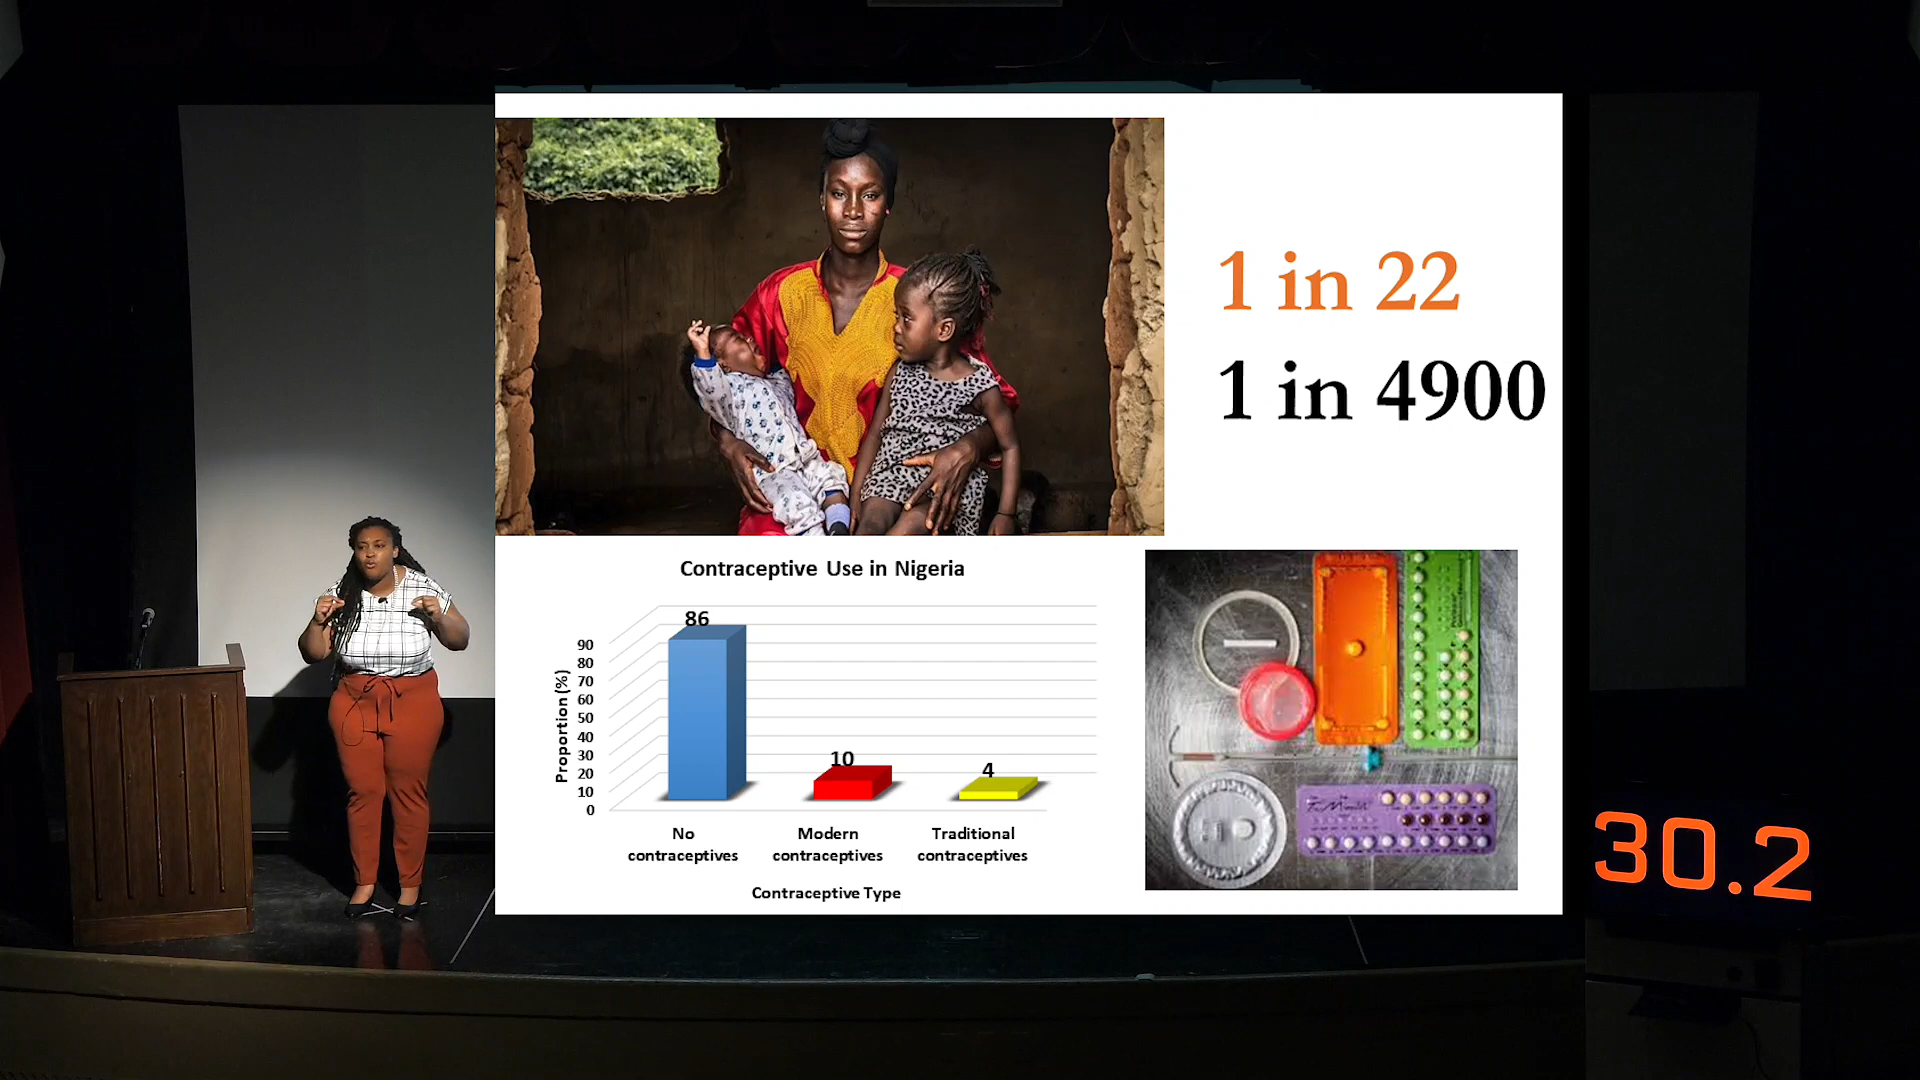 1 in 22
1 in 4900
Contraceptive Use in Nigeria
86
10
4
90
80
70
60
50
40
30
20
10
0
Proportion (%)
No contraceptives
Modern contraceptives
Traditional contraceptives
Contraceptive Type
30.2